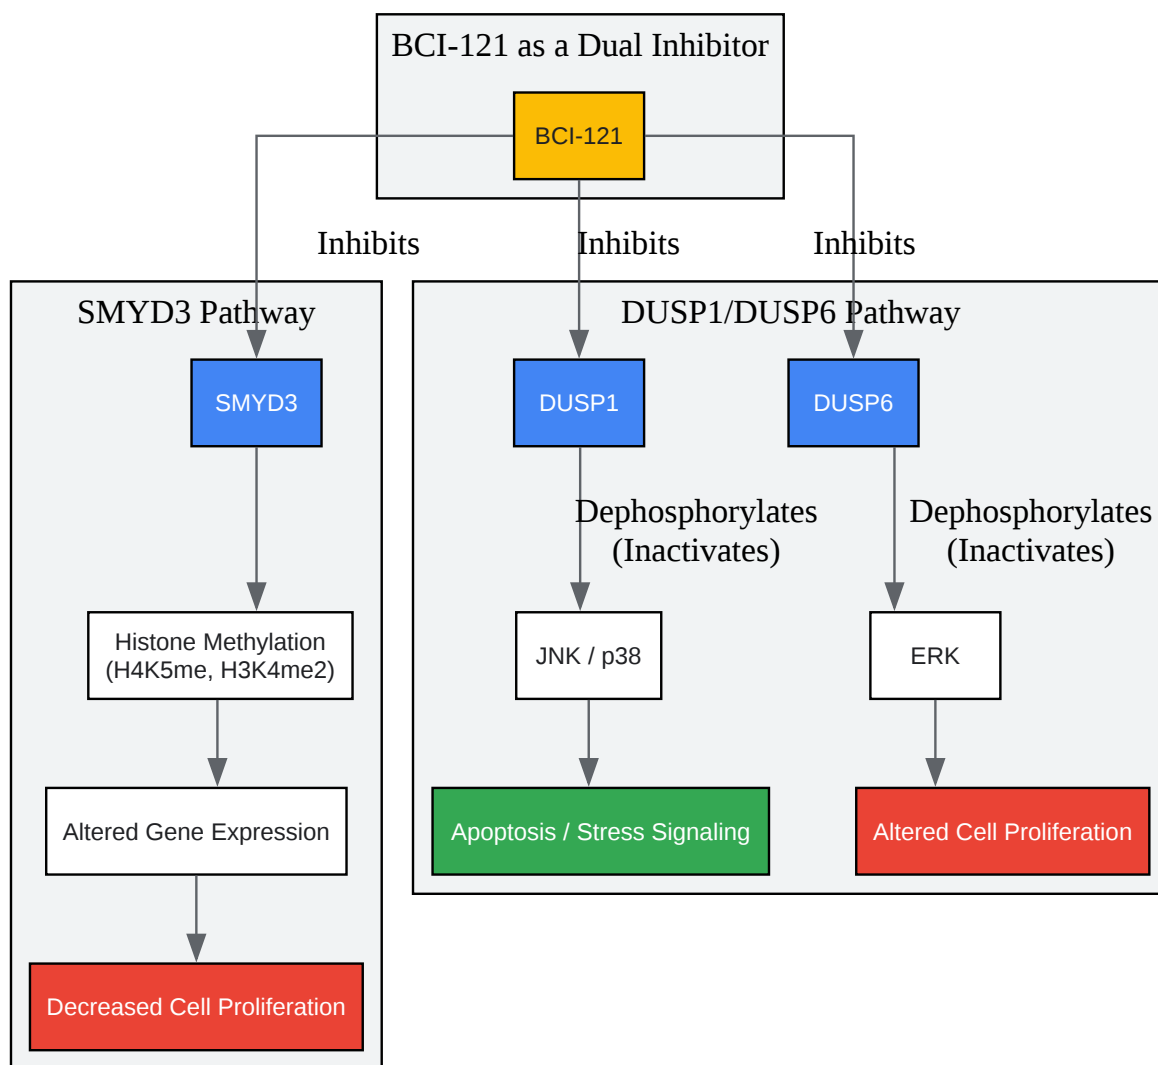 BCI-121 as a Dual Inhibitor
BCI-121
Inhibits
Inhibits
Inhibits
SMYD3 Pathway
SMYD3
Histone Methylation
(H4K5me, H3K4me2)
Altered Gene Expression
Decreased Cell Proliferation
DUSP1/DUSP6 Pathway
DUSP1
DUSP6
Dephosphorylates
(Inactivates)
Dephosphorylates
(Inactivates)
JNK / p38
ERK
Apoptosis / Stress Signaling
Altered Cell Proliferation